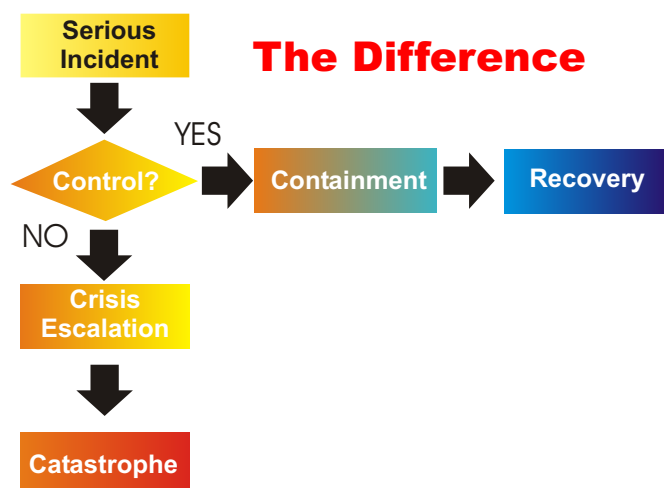 Serious
Incident
The Difference
YES
Control?
Containment
Recovery
NO
Crisis
Escalation
Catastrophe